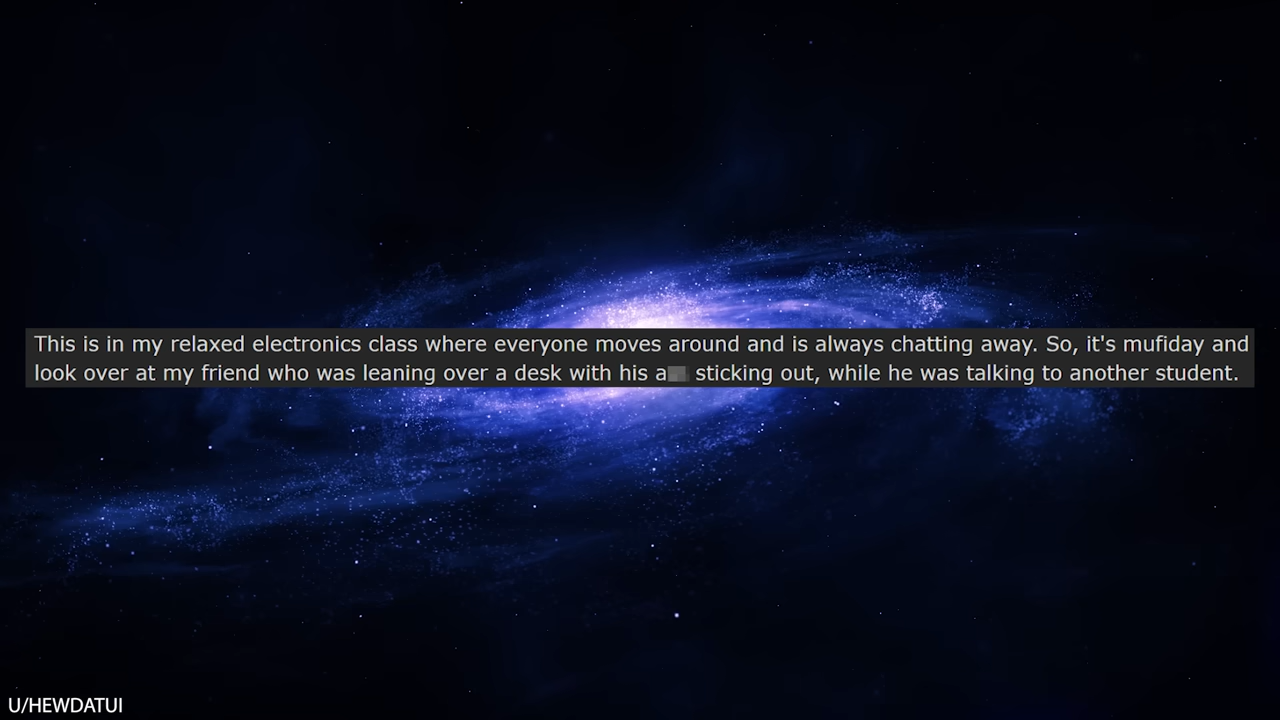 This is in my relaxed electronics class where everyone moves around and is always chatting away. So, it's mufiday and
look over at my friend who was leaning over a desk with his a sticking out, while he was talking to another student.
U/HEWDATUI